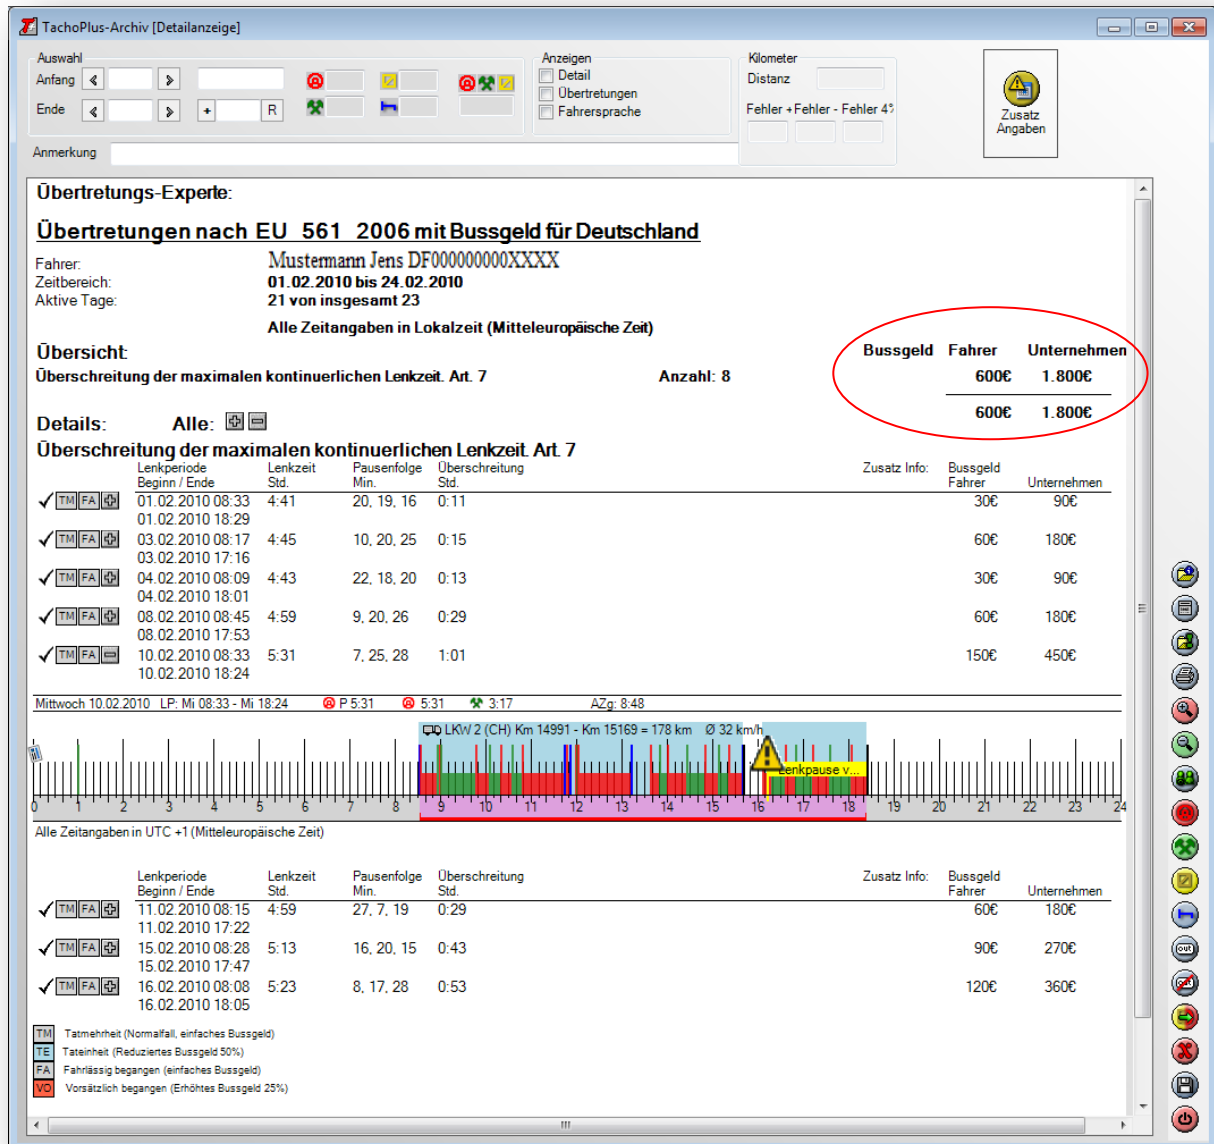 TachoPlus-Archiv [Detailanzeige]
Auswahl
Anfang
Ende
+ R
Anzeigen
Detail
Übertretungen
Fahrersprache
Kilometer
Distanz
Fehler + Fehler - Fehler 4%
Zusatz
Angaben
Anmerkung
Übertretungs-Experte:
Übertretungen nach EU 561 2006 mit Bussgeld für Deutschland
Fahrer: Mustermann Jens DF000000000XXXX
Zeitbereich: 01.02.2010 bis 24.02.2010
Aktive Tage: 21 von insgesamt 23
Alle Zeitangaben in Lokalzeit (Mitteleuropäische Zeit)
Übersicht: Bussgeld Fahrer Unternehmen
Überschreitung der maximalen kontinuerlichen Lenkzeit. Art. 7 Anzahl: 8 600€ 1.800€
600€ 1.800€
Details: Alle:
Überschreitung der maximalen kontinuerlichen Lenkzeit. Art. 7
Lenkperiode Lenkzeit Pausenfolge Überschreitung Zusatz Info: Bussgeld
Beginn / Ende Std. Min. Std. Fahrer Unternehmen
TM FA 01.02.2010 08:33 4:41 20, 19, 16 0:11 30€ 90€
01.02.2010 18:29
TM FA 03.02.2010 08:17 4:45 10, 20, 25 0:15 60€ 180€
03.02.2010 17:16
TM FA 04.02.2010 08:09 4:43 22, 18, 20 0:13 30€ 90€
04.02.2010 18:01
TM FA 08.02.2010 08:45 4:59 9, 20, 26 0:29 60€ 180€
08.02.2010 17:53
TM FA 10.02.2010 08:33 5:31 7, 25, 28 1:01 150€ 450€
10.02.2010 18:24
Mittwoch 10.02.2010 LP: Mi 08:33 - Mi 18:24 P 5:31 5:31 3:17 AZg: 8:48
LKW 2 (CH) Km 14991 - Km 15169 = 178 km Ø 32 km/h
Lenkpause v...
0 1 2 3 4 5 6 7 8 9 10 11 12 13 14 15 16 17 18 19 20 21 22 23 24
Alle Zeitangaben in UTC +1 (Mitteleuropäische Zeit)
Lenkperiode Lenkzeit Pausenfolge Überschreitung Zusatz Info: Bussgeld
Beginn / Ende Std. Min. Std. Fahrer Unternehmen
TM FA 11.02.2010 08:15 4:59 27, 7, 19 0:29 60€ 180€
11.02.2010 17:22
TM FA 15.02.2010 08:28 5:13 16, 20, 15 0:43 90€ 270€
15.02.2010 17:47
TM FA 16.02.2010 08:08 5:23 8, 17, 28 0:53 120€ 360€
16.02.2010 18:05
TM Tatmehrheit (Normalfall, einfaches Bussgeld)
TE Tateinheit (Reduziertes Bussgeld 50%)
FA Fahrlässig begangen (einfaches Bussgeld)
VO Vorsätzlich begangen (Erhöhtes Bussgeld 25%)
out